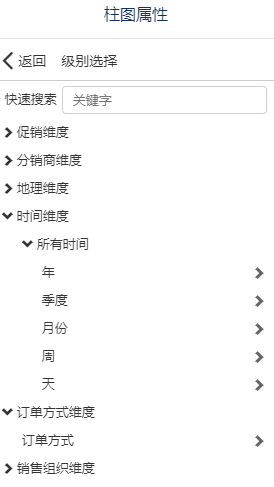 柱图属性
返回 级别选择
快速搜索 关键字
促销维度
分销商维度
地理维度
时间维度
所有时间
年
季度
月份
周
天
订单方式维度
订单方式
销售组织维度